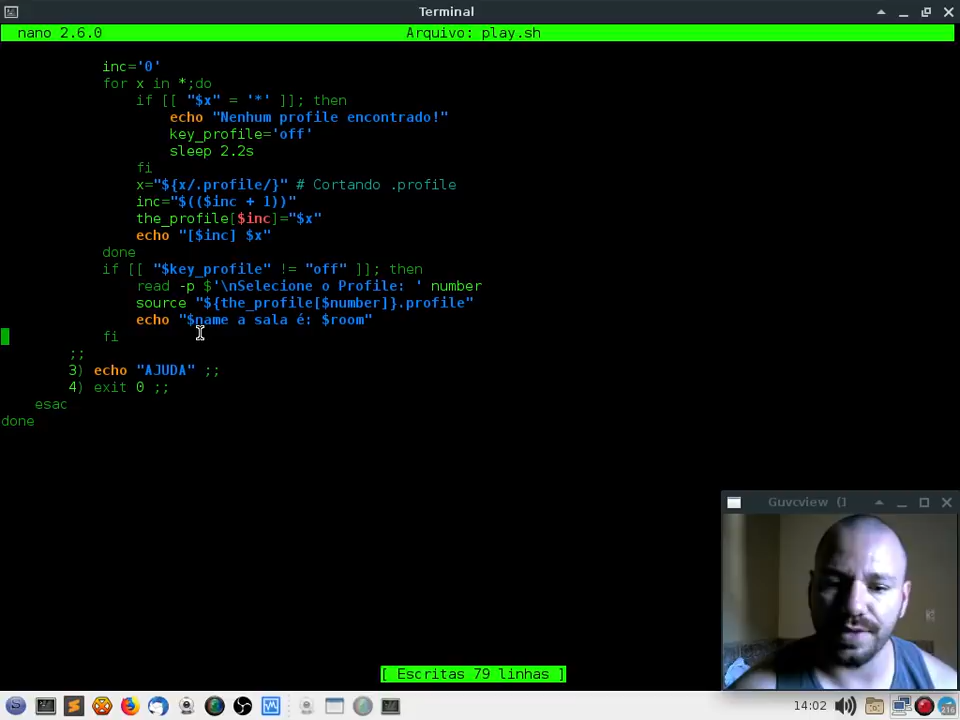 Terminal
nano 2.6.0 Arquivo: play.sh
inc='0'
for x in *;do
if [[ "$x" = '*' ]]; then
echo "Nenhum profile encontrado!"
key_profile='off'
sleep 2.2s
fi
x="${x/.profile/}" # Cortando .profile
inc="$(($inc + 1))"
the_profile[$inc]="$x"
echo "[$inc] $x"
done
if [[ "$key_profile" != "off" ]]; then
read -p $'\nSelecione o Profile: ' number
source "${the_profile[$number]}.profile"
echo "$name a sala é: $room"
fi
;;
3) echo "AJUDA" ;;
4) exit 0 ;;
esac
done
Guvcview (]
[ Escritas 79 linhas ]
14:02
216